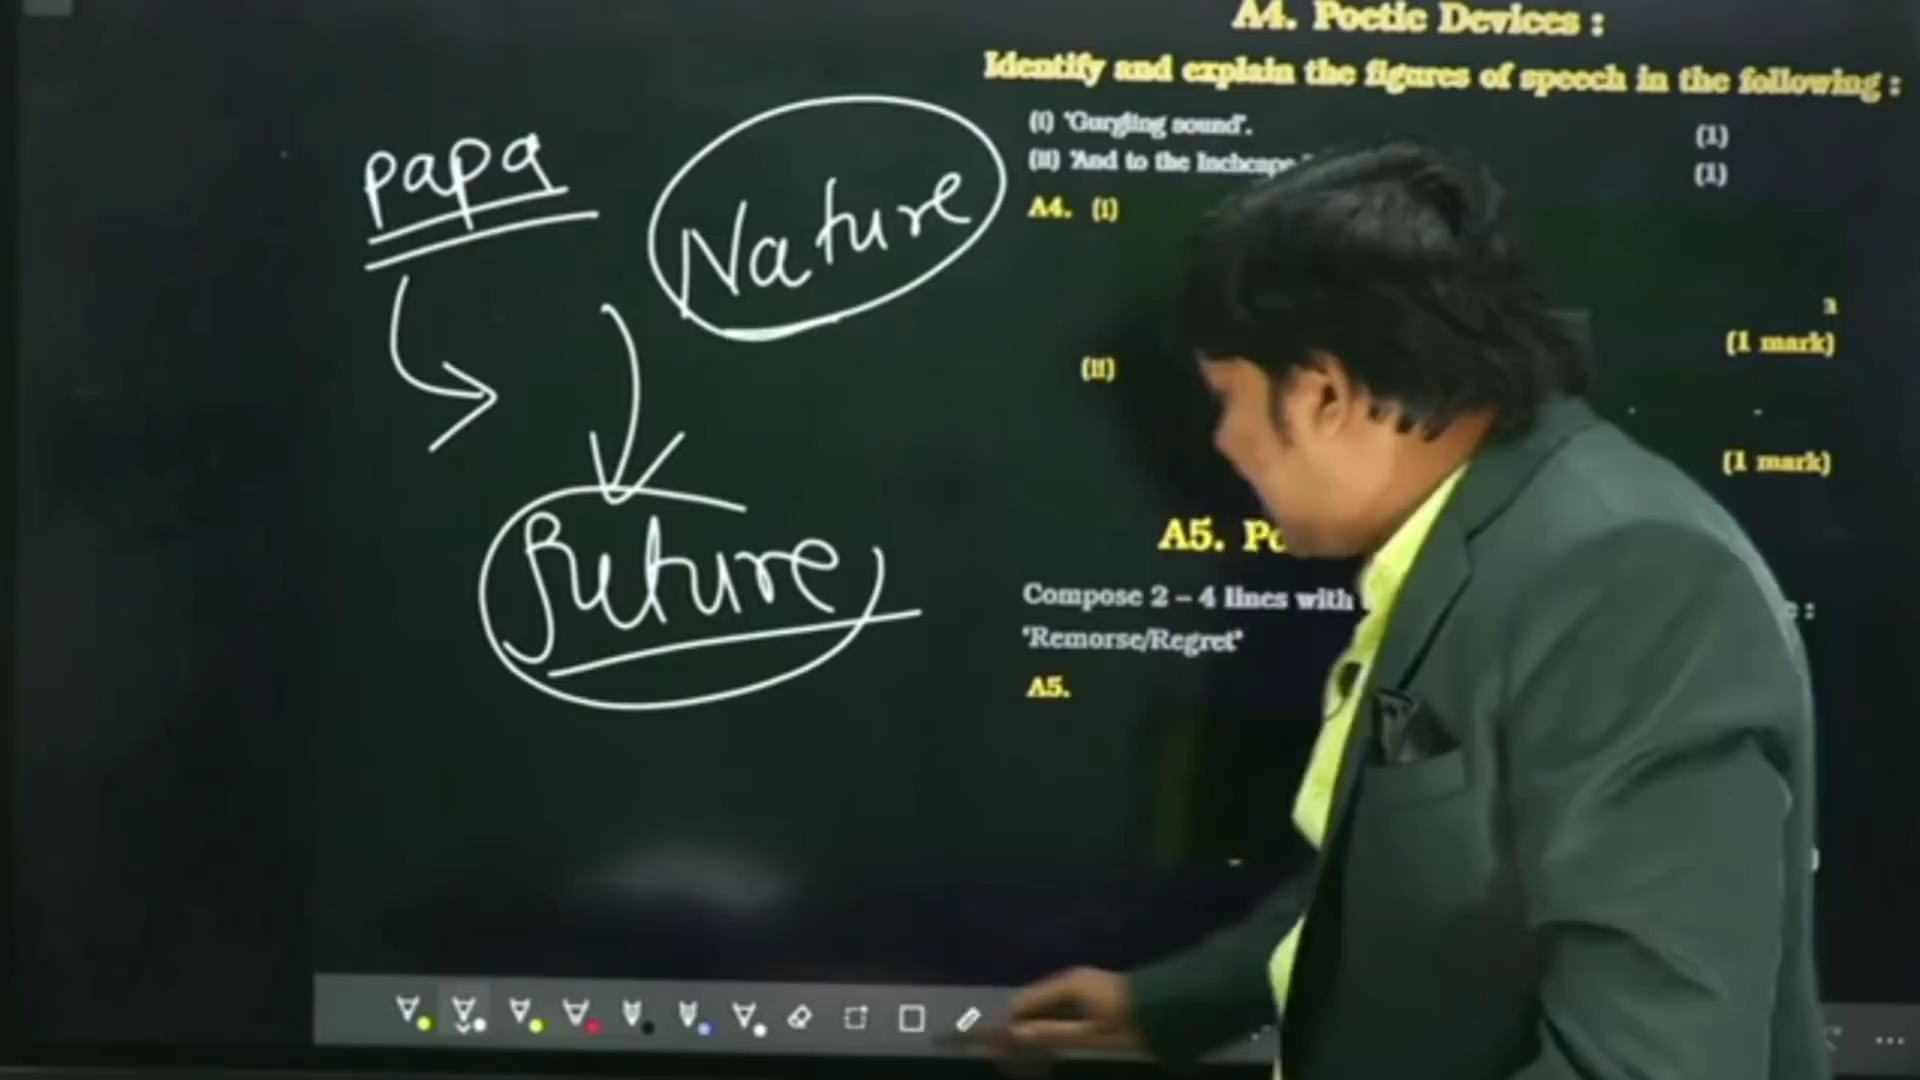 papa
Nature
future
A4. Poetic Devices :
Identify and explain the figures of speech in the following :
(i) 'Gurgling sound'. (1)
(ii) 'And to the Inchcape (1)
A4. (i)
(1 mark)
(ii)
(1 mark)
A5.
Compose 2 – 4 lines with
'Remorse/Regret'
A5.